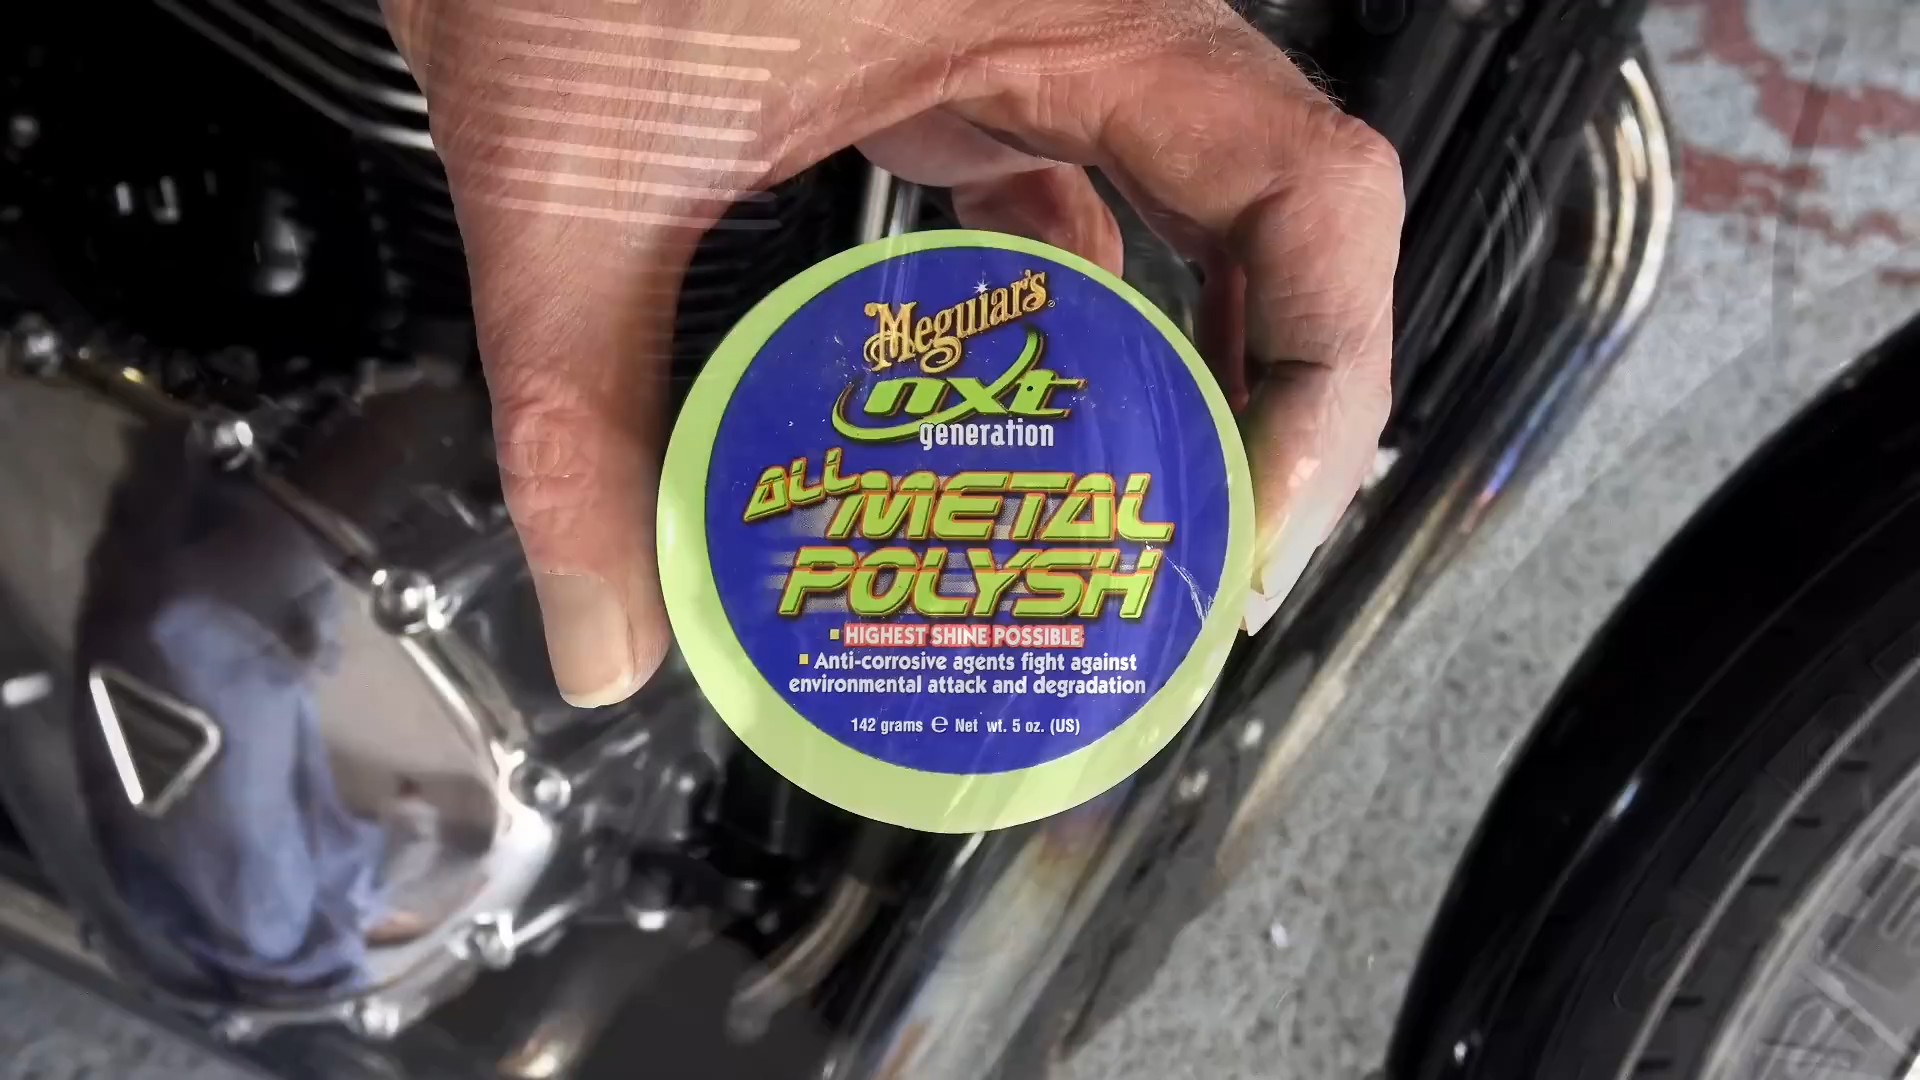 Meguiar's
nxt
generation
ALL METAL
POLYSH
HIGHEST SHINE POSSIBLE
Anti-corrosive agents fight against
environmental attack and degradation
142 grams ℮ Net wt. 5 oz. (US)